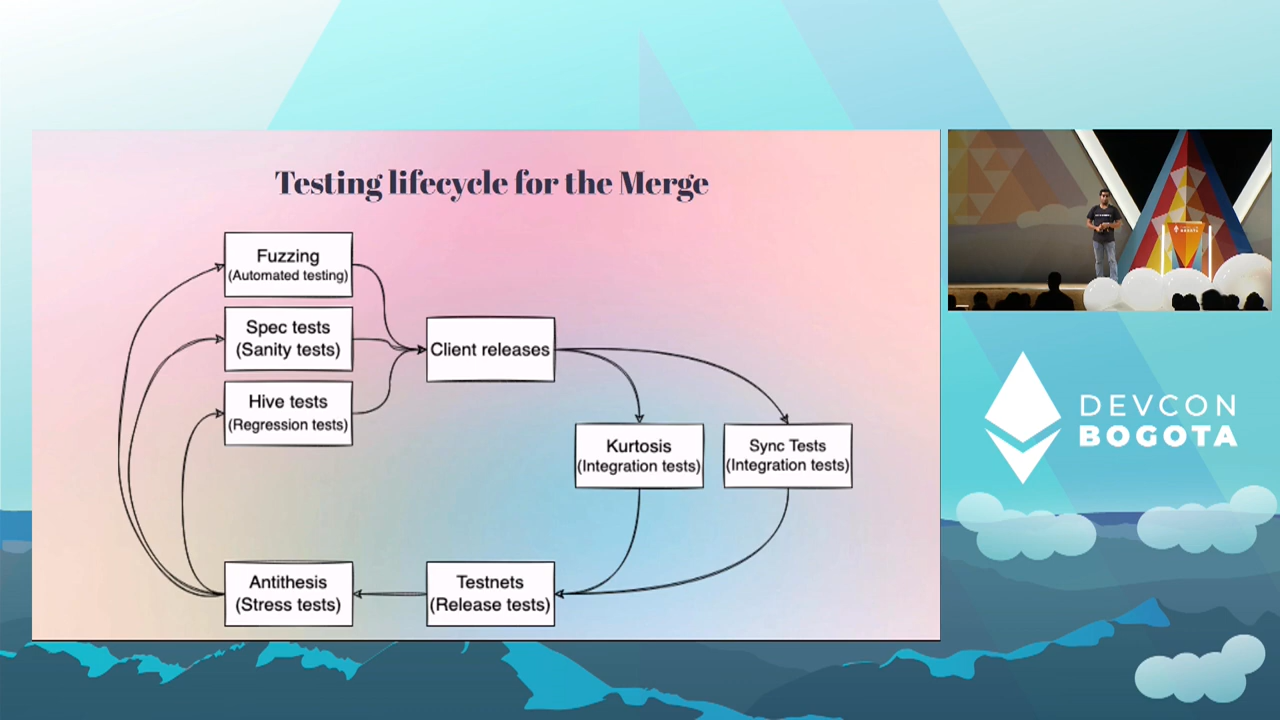 Testing lifecycle for the Merge
Fuzzing
(Automated testing)
Spec tests
(Sanity tests)
Hive tests
(Regression tests)
Client releases
Kurtosis
(Integration tests)
Sync Tests
(Integration tests)
Antithesis
(Stress tests)
Testnets
(Release tests)
DEVCON
BOGOTA
BOGOTA